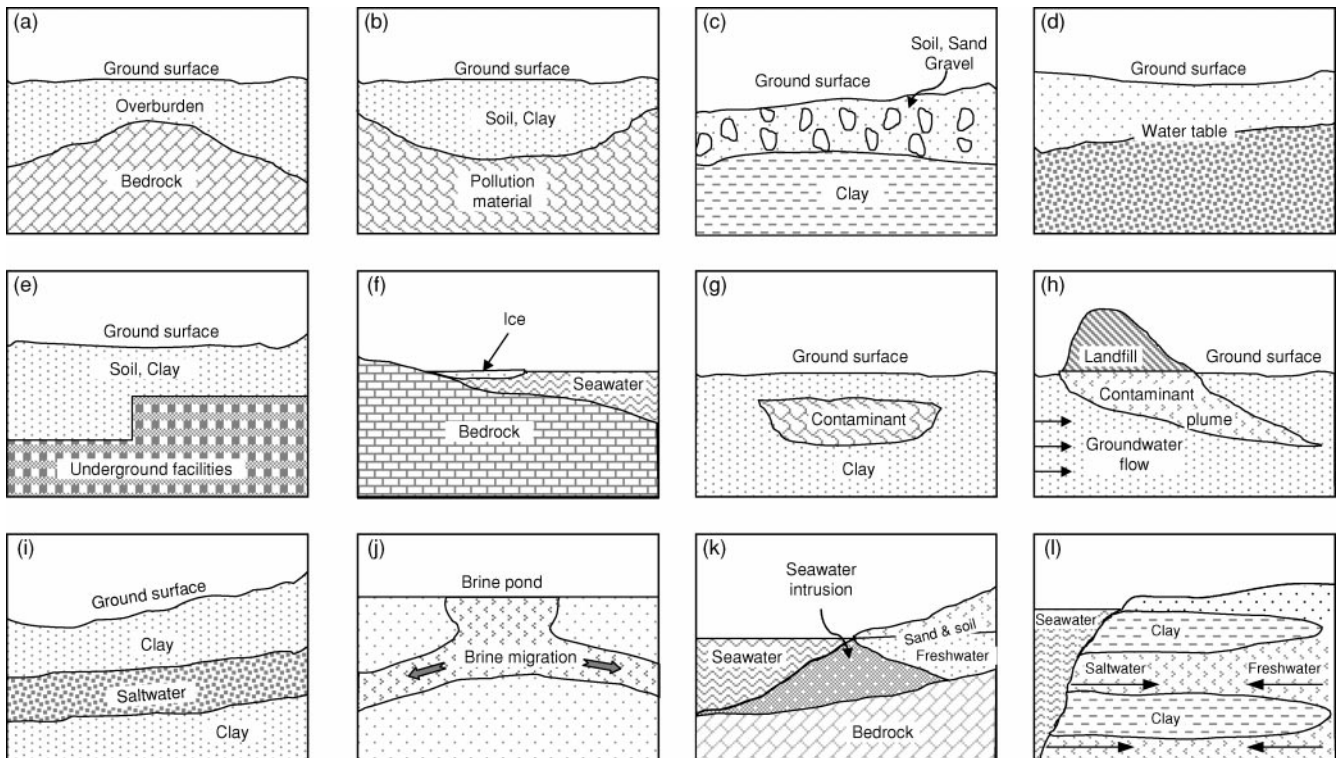 (a)
Ground surface
Overburden
Bedrock
(b)
Ground surface
Soil, Clay
Pollution
material
(c)
Soil, Sand
Gravel
Ground surface
Clay
(d)
Ground surface
Water table
(e)
Ground surface
Soil, Clay
Underground facilities
(f)
Ice
Seawater
Bedrock
(g)
Ground surface
Contaminant
Clay
(h)
Landfill
Ground surface
Contaminant
plume
Groundwater
flow
(i)
Ground surface
Clay
Saltwater
Clay
(j)
Brine pond
Brine migration
(k)
Seawater
intrusion
Sand & soil
Seawater
Freshwater
Bedrock
(l)
Seawater
Clay
Saltwater
Freshwater
Clay